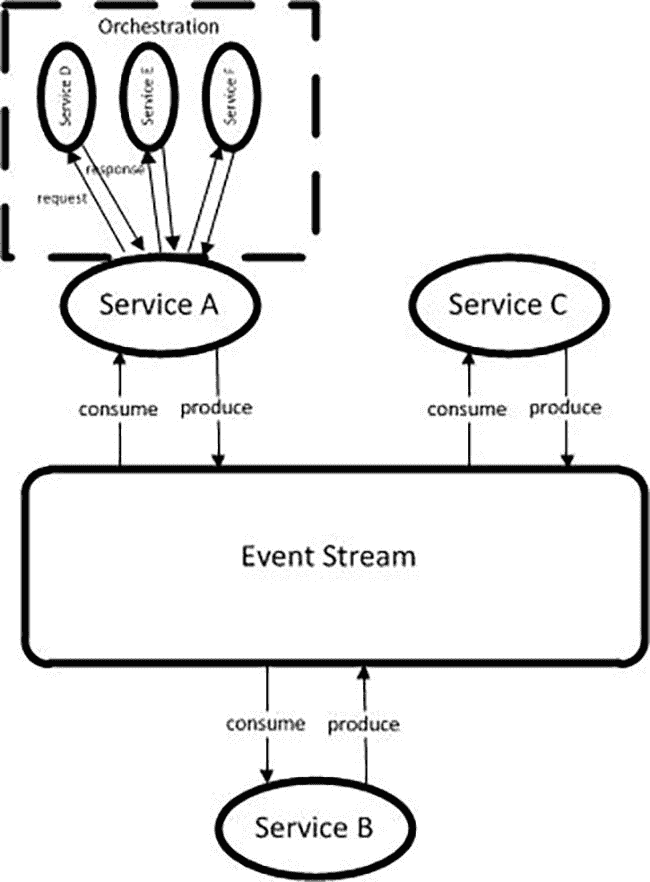 Orchestration
Service D
Service E
Service F
response
request
Service A
Service C
consume
produce
consume
produce
Event Stream
consume
produce
Service B